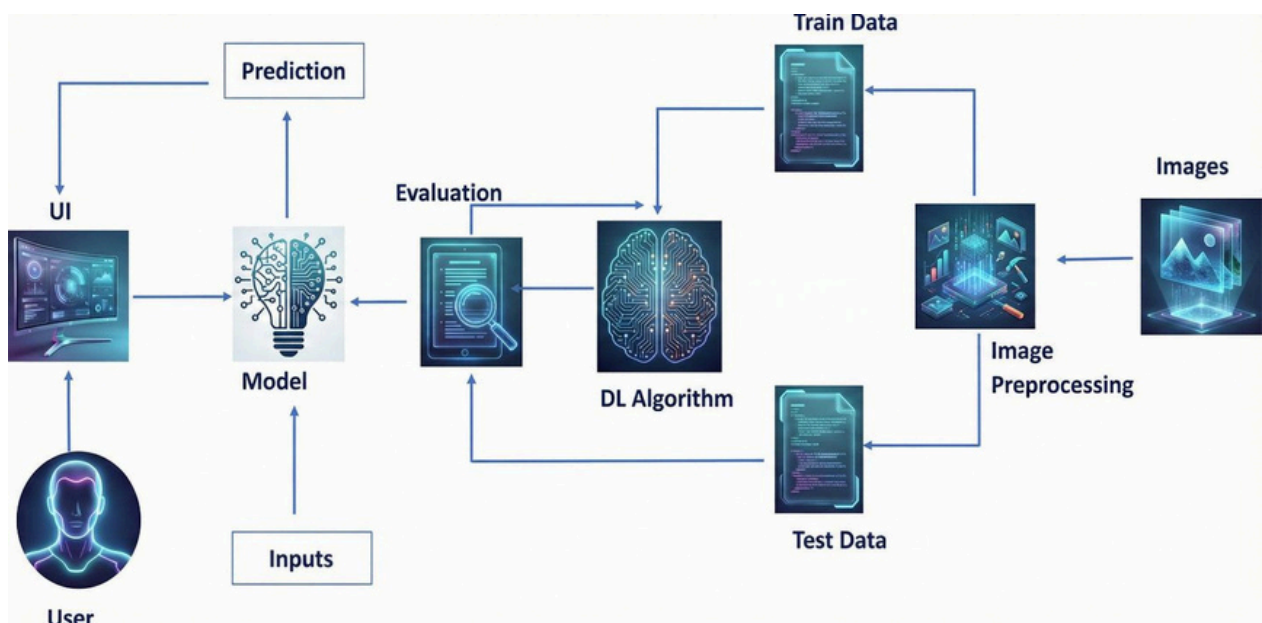 Train Data
Prediction
Images
Evaluation
UI
Image
Preprocessing
Model
DL Algorithm
Test Data
Inputs
User